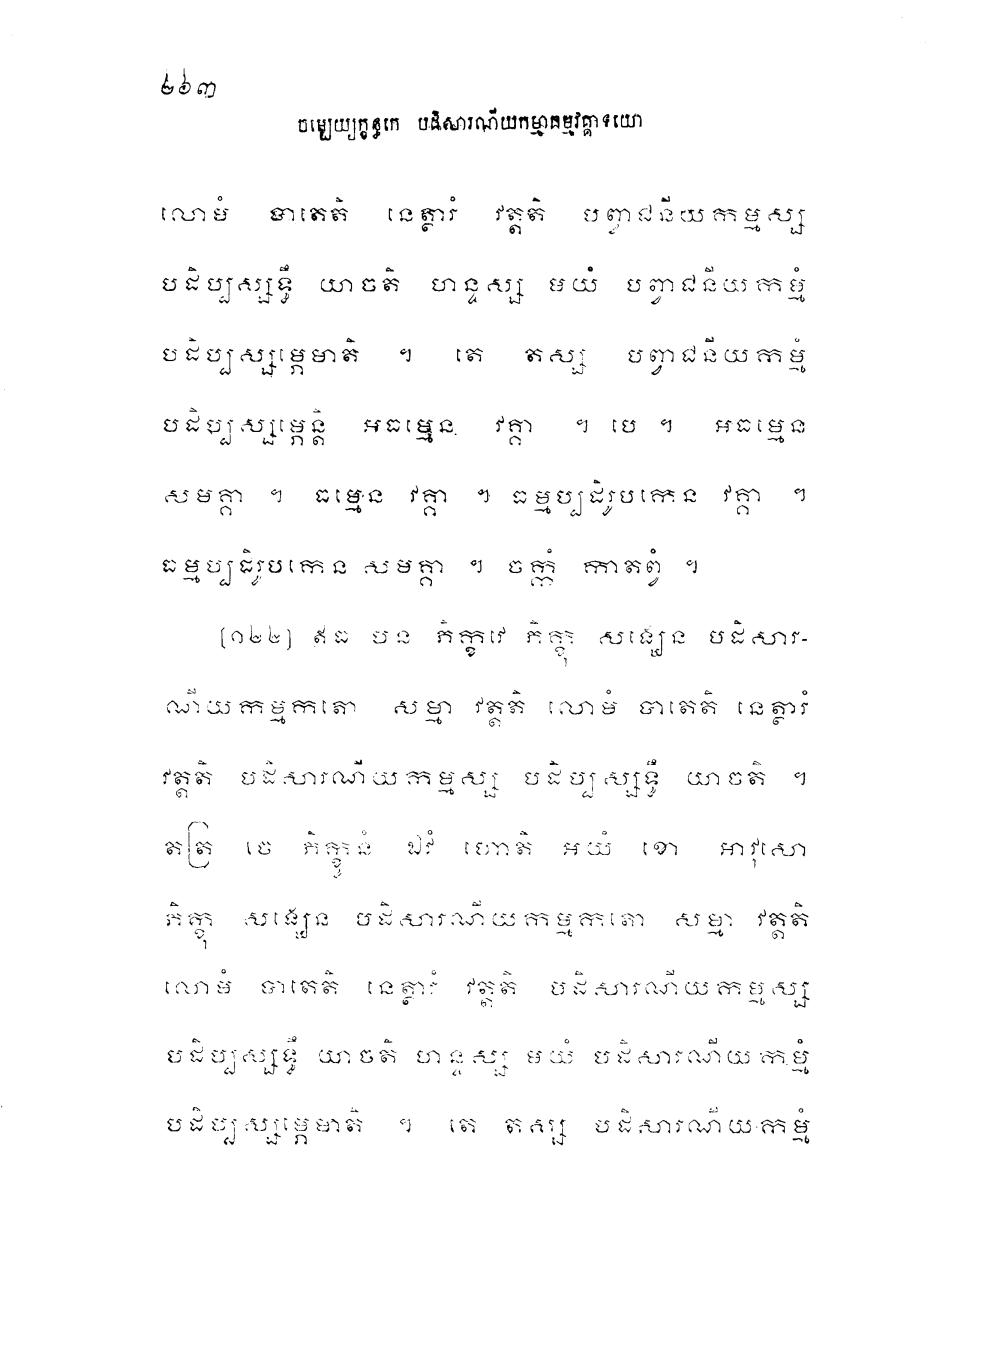 ២៦៣
ចម្បេយ្យក្ខន្ធកេ បដិសារណីយកម្មាធម្មវគ្គាទយោ
លោមំ បាតេតិ នេត្ថារំ វត្តតិ បព្វាជនីយកម្មស្ស
បដិប្បស្សទ្ធឹ យាចតិ ហន្ទស្ស មយំ បព្វាជនីយកម្មំ
បដិប្បស្សម្ភេមាតិ ។ តេ តស្ស បព្វាជនីយកម្មំ
បដិប្បស្សម្ភេន្តិ អធម្មេន វគ្គា ។ បេ ។ អធម្មេន
សមគ្គា ។ ធម្មេន វគ្គា ។ ធម្មប្បដិរូបកេន វគ្គា ។
ធម្មប្បដិរូបកេន សមគ្គា ។ ចក្កំ កាតព្វំ ។
(១៤៤) ឥធ បន ភិក្ខវេ ភិក្ខុ សង្ឃេន បដិសារ-
ណីយកម្មកតោ សម្មា វត្តតិ លោមំ បាតេតិ នេត្ថារំ
វត្តតិ បដិសារណីយកម្មស្ស បដិប្បស្សទ្ធឹ យាចតិ ។
តត្រ ចេ ភិក្ខូនំ ឯវំ ហោតិ អយំ ខោ អាវុសោ
ភិក្ខុ សង្ឃេន បដិសារណីយកម្មកតោ សម្មា វត្តតិ
លោមំ បាតេតិ នេត្ថារំ វត្តតិ បដិសារណីយកម្មស្ស
បដិប្បស្សទ្ធឹ យាចតិ ហន្ទស្ស មយំ បដិសារណីយកម្មំ
បដិប្បស្សម្ភេមាតិ ។ តេ តស្ស បដិសារណីយកម្មំ